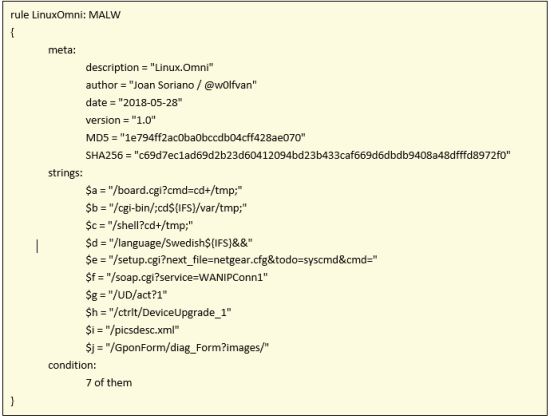 rule LinuxOmni: MALW
{
meta:
description = "Linux.Omni"
author = "Joan Soriano / @w0lfvan"
date = "2018-05-28"
version = "1.0"
MD5 = "1e794ff2ac0ba0bccdb04cff428ae070"
SHA256 = "c69d7ec1ad69d2b23d60412094bd23b433caf669d6dbdb9408a48dfffd8972f0"
strings:
$a = "/board.cgi?cmd=cd+/tmp;"
$b = "/cgi-bin/;cd${IFS}/var/tmp;"
$c = "/shell?cd+/tmp;"
$d = "/language/Swedish${IFS}&&"
$e = "/setup.cgi?next_file=netgear.cfg&todo=syscmd&cmd="
$f = "/soap.cgi?service=WANIPConn1"
$g = "/UD/act?1"
$h = "/ctrlt/DeviceUpgrade_1"
$i = "/picsdesc.xml"
$j = "/GponForm/diag_Form?images/"
condition:
7 of them
}